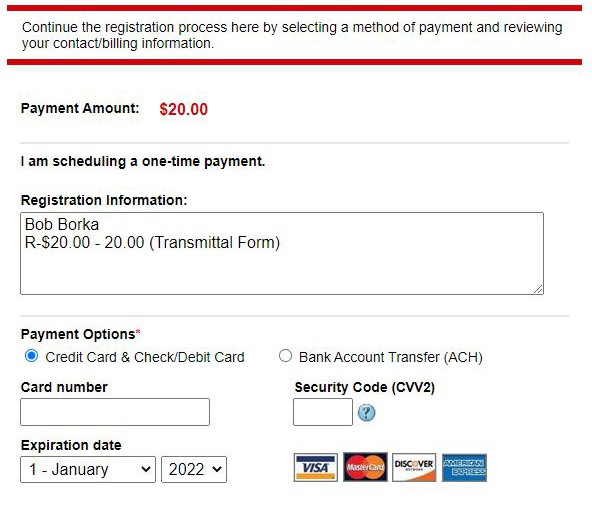 Continue the registration process here by selecting a method of payment and reviewing
your contact/billing information.
Payment Amount: $20.00
I am scheduling a one-time payment.
Registration Information:
Bob Borka
R-$20.00 - 20.00 (Transmittal Form)
Payment Options*
Credit Card & Check/Debit Card Bank Account Transfer (ACH)
Card number Security Code (CVV2)
?
Expiration date
1 - January 2022 VISA MasterCard DISCOVER NETWORK AMERICAN EXPRESS